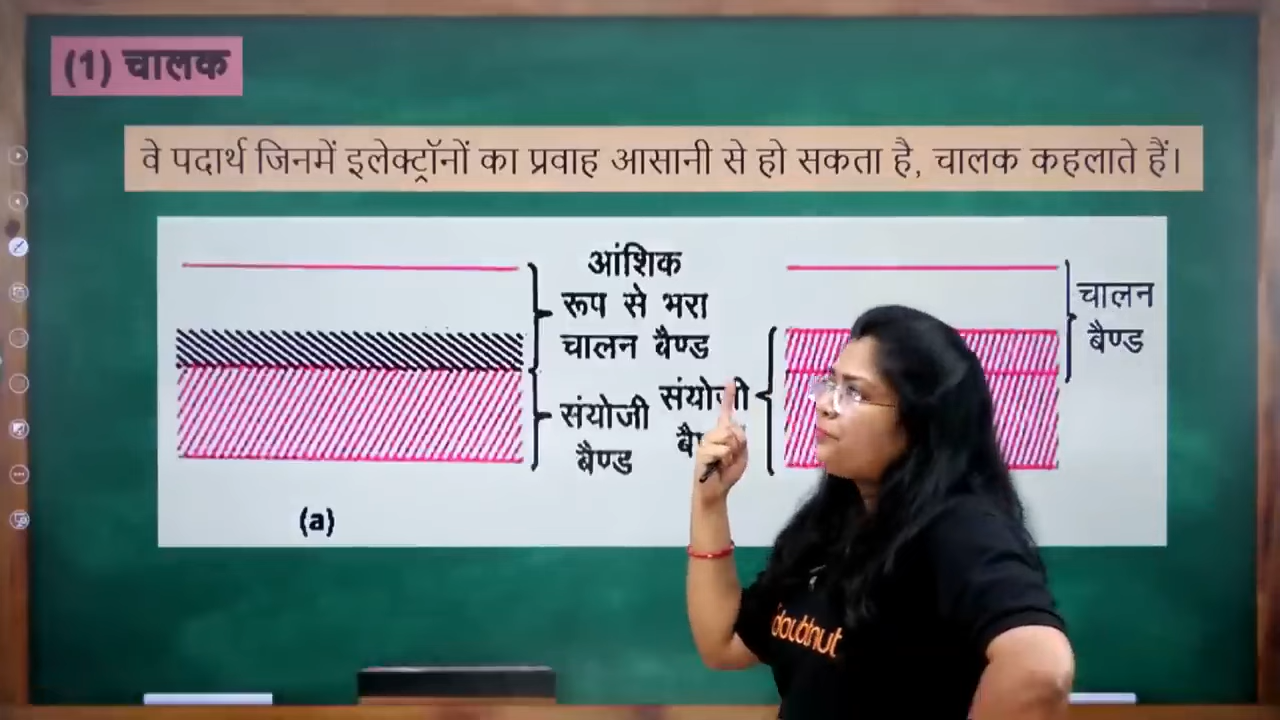 (1) चालक
वे पदार्थ जिनमें इलेक्ट्रॉनों का प्रवाह आसानी से हो सकता है, चालक कहलाते हैं।
आंशिक
रूप से भरा
चालन बैण्ड
संयोजी
बैण्ड
(a)
संयोजी
चालन
बैण्ड
doubtnut